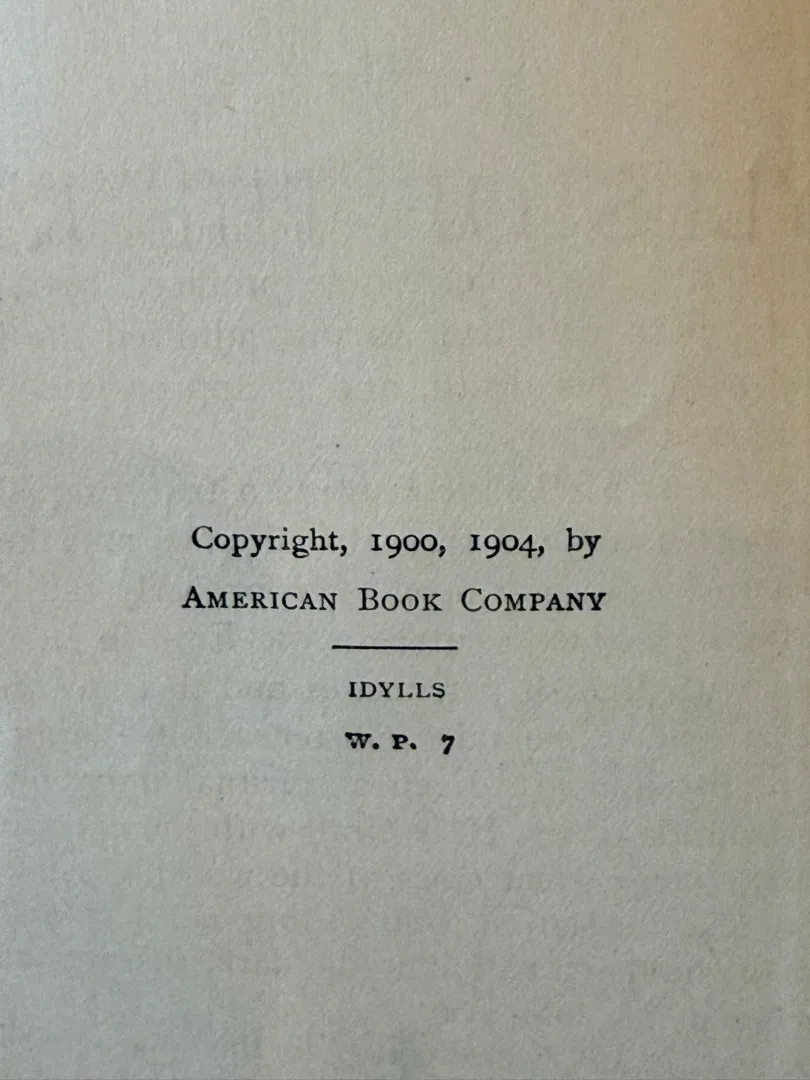 Copyright, 1900, 1904, by
AMERICAN BOOK COMPANY
IDYLLS
W. P. 7